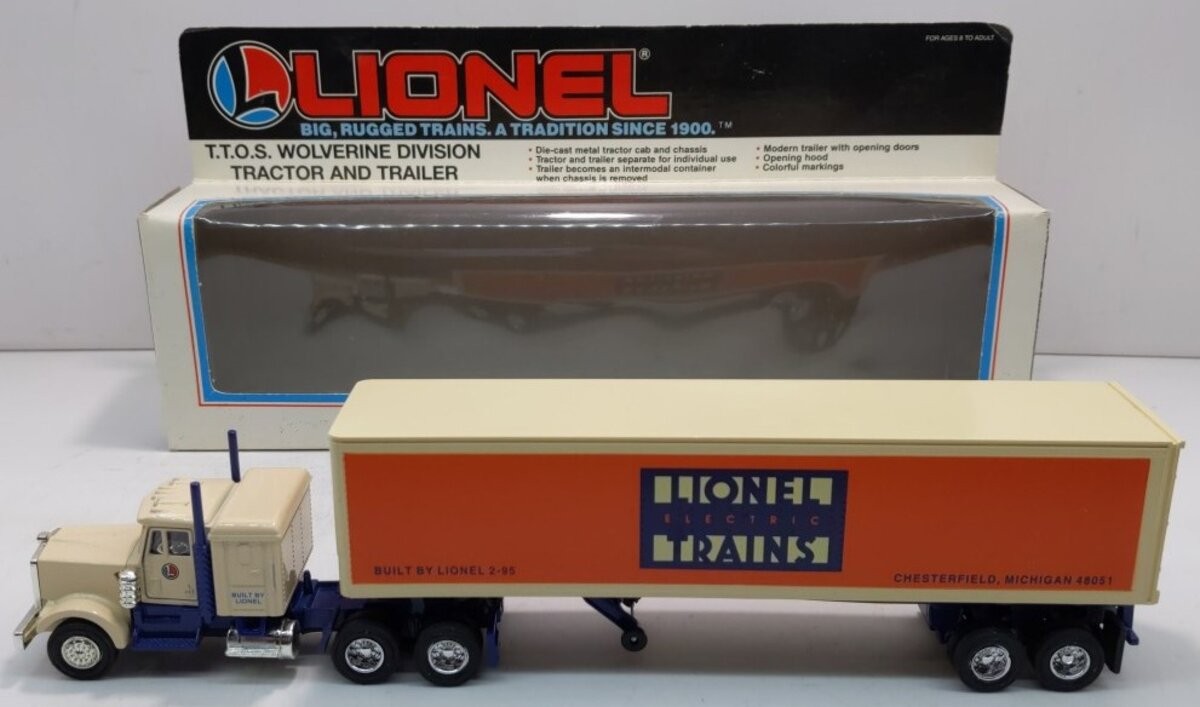 FOR AGES 8 TO ADULT
LIONEL®
BIG, RUGGED TRAINS. A TRADITION SINCE 1900.™
T.T.O.S. WOLVERINE DIVISION
TRACTOR AND TRAILER
• Die-cast metal tractor cab and chassis
• Tractor and trailer separate for individual use
• Trailer becomes an intermodal container
when chassis is removed
• Modern trailer with opening doors
• Opening hood
• Colorful markings
LIONEL
ELECTRIC
TRAINS
BUILT BY LIONEL 2-95
CHESTERFIELD, MICHIGAN 48051
L
BUILT BY
LIONEL